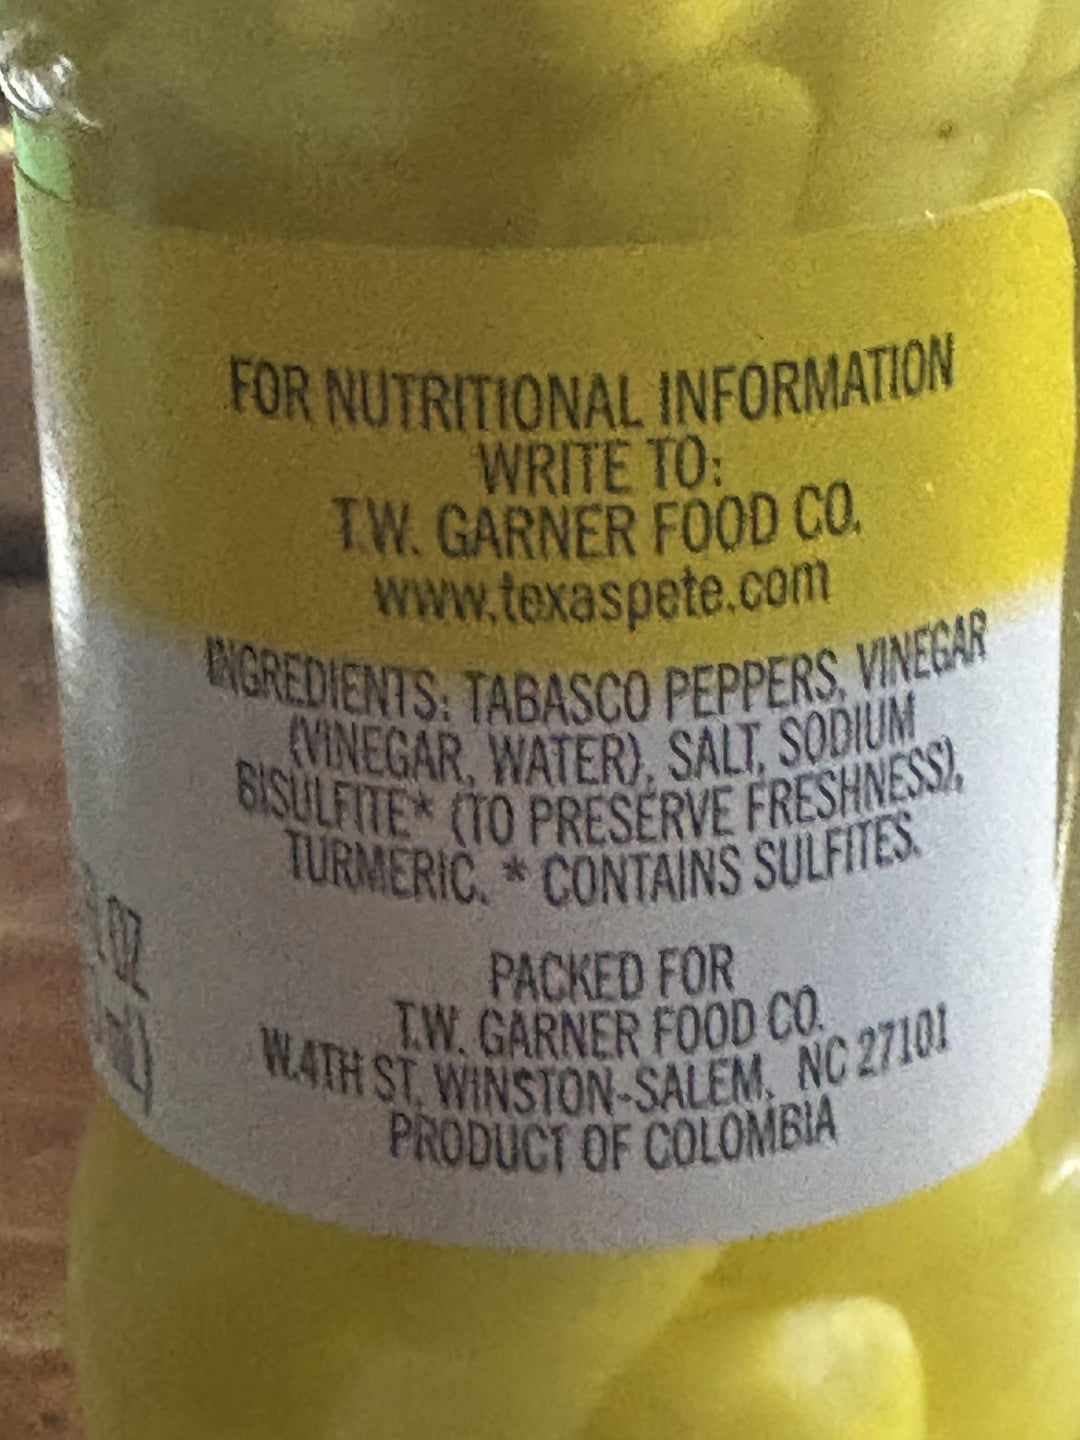 FOR NUTRITIONAL INFORMATION
WRITE TO:
T.W. GARNER FOOD CO.
www.texaspete.com
INGREDIENTS: TABASCO PEPPERS, VINEGAR
(VINEGAR, WATER), SALT, SODIUM
BISULFITE* (TO PRESERVE FRESHNESS),
TURMERIC. * CONTAINS SULFITES.
PACKED FOR
T.W. GARNER FOOD CO.
W.4TH ST. WINSTON-SALEM, NC 27101
PRODUCT OF COLOMBIA
OZ
mL)